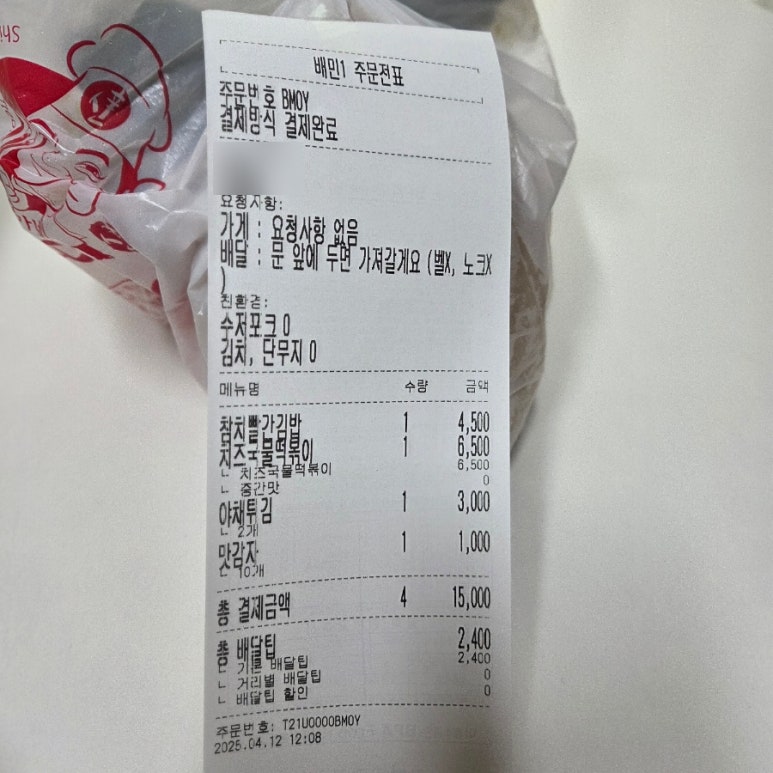 Shi
배민1 주문전표
주문번호 BMOY
결제방식 결제완료
요청사항:
가게 : 요청사항 없음
배달 : 문 앞에 두면 가져갈게요 (벨X, 노크X
)
친환경:
수저포크 O
김치, 단무지 O
메뉴명 수량 금액
참치빨간김밥 1 4,500
치즈국물떡볶이 1 6,500
ㄴ 치즈국물떡볶이 6,500
ㄴ 중간맛 0
야채튀김 1 3,000
ㄴ 2개
맛감자 1 1,000
ㄴ 10개
총 결제금액 4 15,000
총 배달팁 2,400
ㄴ 기본 배달팁 2,400
ㄴ 거리별 배달팁 0
ㄴ 배달팁 할인 0
주문번호: T21U0000BMOY
2025.04.12 12:08